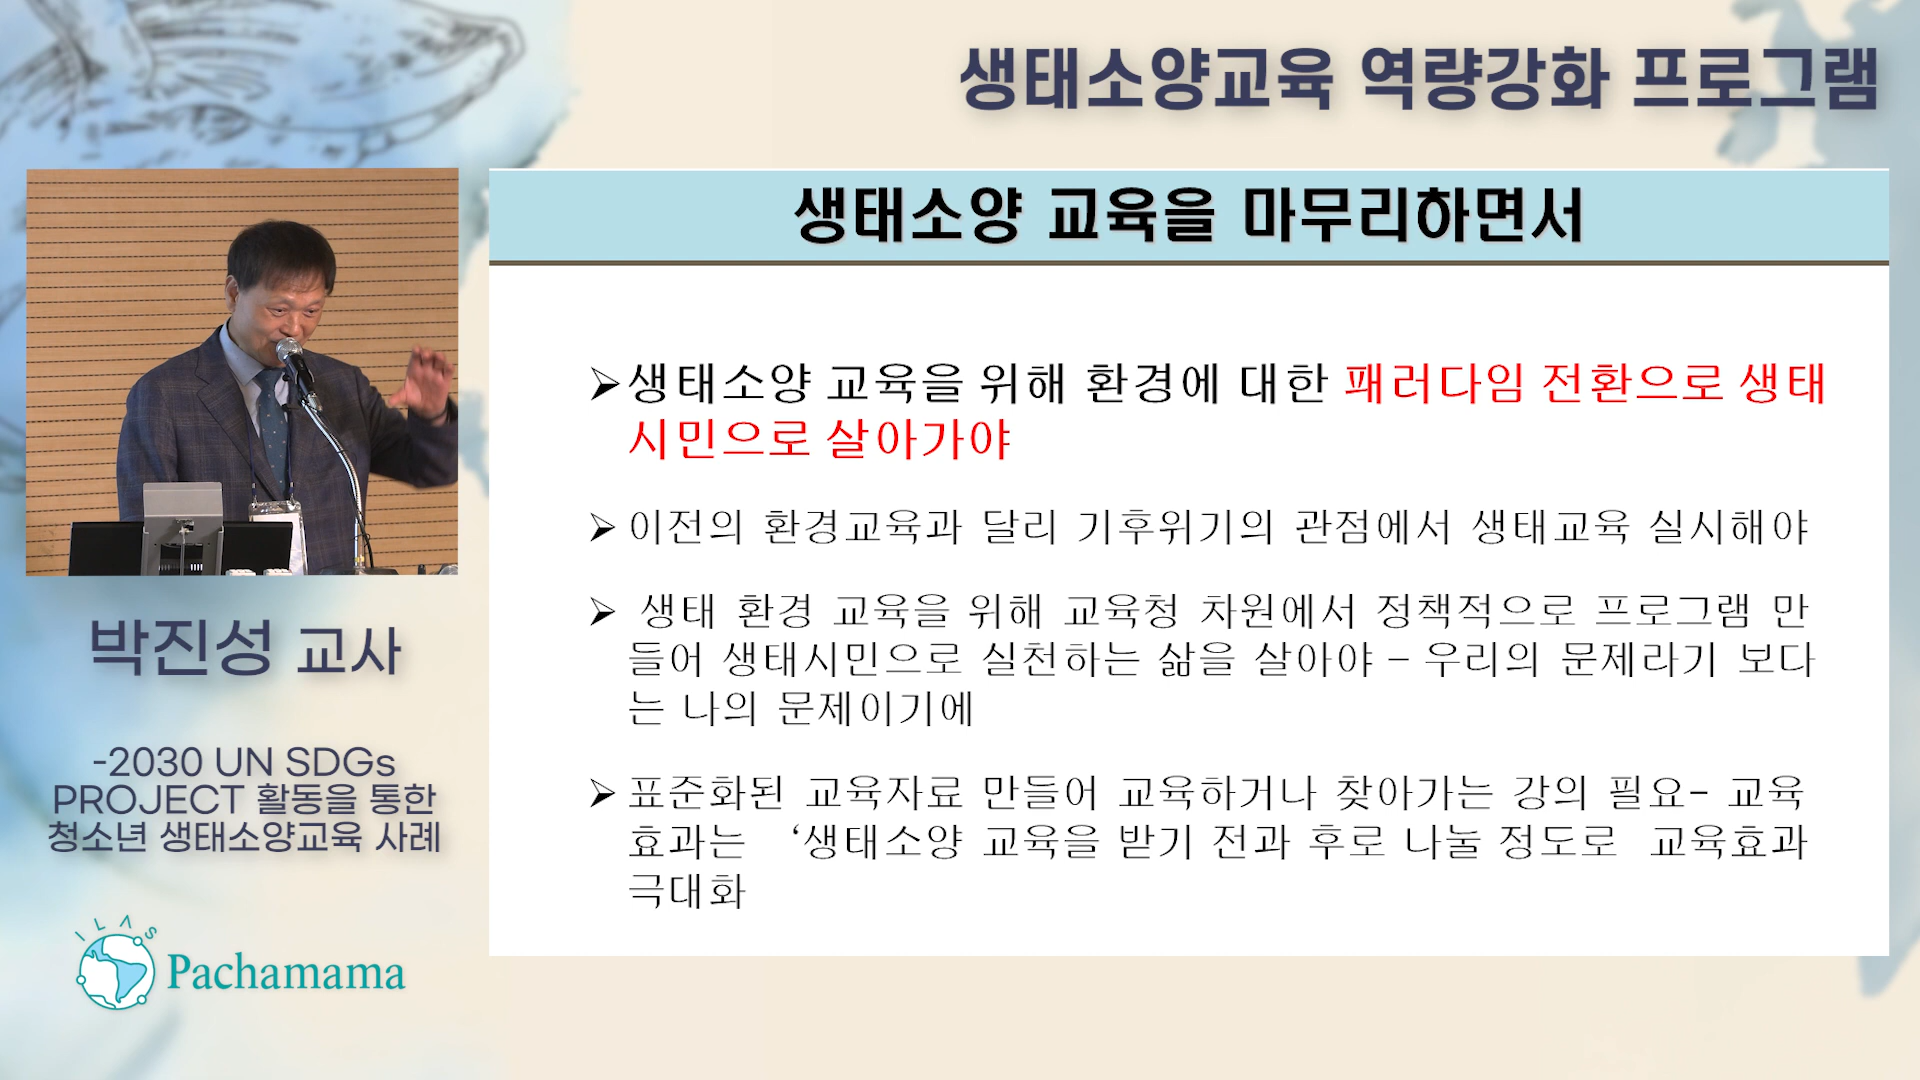 생태소양교육 역량강화 프로그램
생태소양 교육을 마무리하면서
➢생태소양 교육을 위해 환경에 대한 패러다임 전환으로 생태
시민으로 살아가야
➢ 이전의 환경교육과 달리 기후위기의 관점에서 생태교육 실시해야
➢ 생태 환경 교육을 위해 교육청 차원에서 정책적으로 프로그램 만
들어 생태시민으로 실천하는 삶을 살아야 – 우리의 문제라기 보다
는 나의 문제이기에
➢ 표준화된 교육자료 만들어 교육하거나 찾아가는 강의 필요- 교육
효과는 ‘생태소양 교육을 받기 전과 후로 나눌 정도로 교육효과
극대화
박진성 교사
-2030 UN SDGs
PROJECT 활동을 통한
청소년 생태소양교육 사례
ILAS
Pachamama